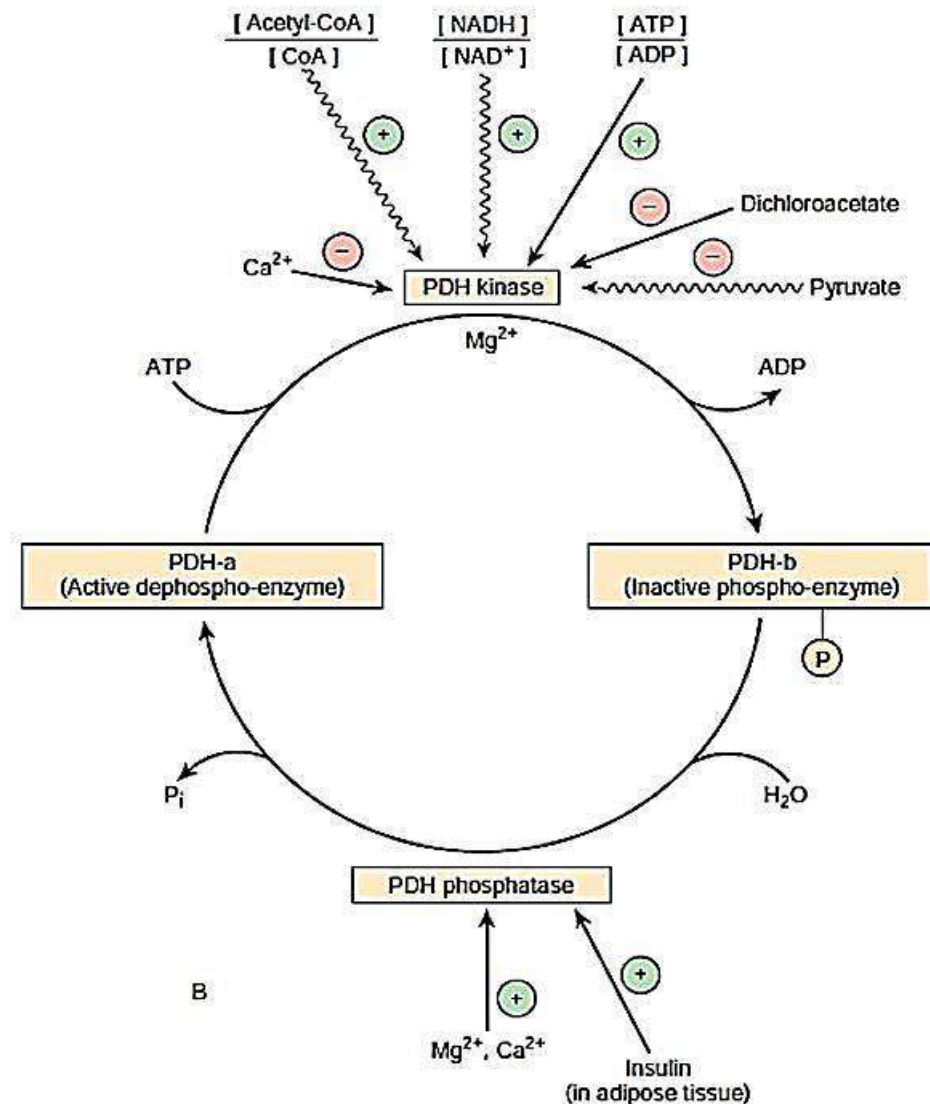 [ Acetyl-CoA ]
[ CoA ]
[ NADH ]
[ NAD⁺ ]
[ ATP ]
[ ADP ]
+
+
+
−
Dichloroacetate
−
Ca²⁺
−
PDH kinase
Pyruvate
Mg²⁺
ATP
ADP
PDH-a
(Active dephospho-enzyme)
PDH-b
(Inactive phospho-enzyme)
P
Pᵢ
H₂O
PDH phosphatase
B
+
+
Mg²⁺, Ca²⁺
Insulin
(in adipose tissue)